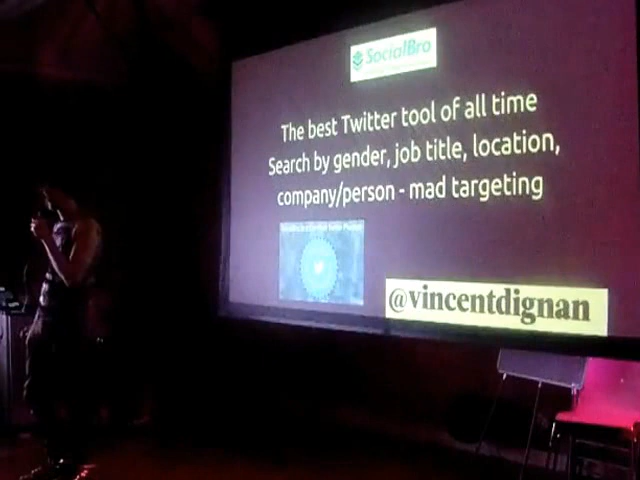 SocialBro
The best Twitter tool of all time
Search by gender, job title, location,
company/person - mad targeting
@vincentdignan